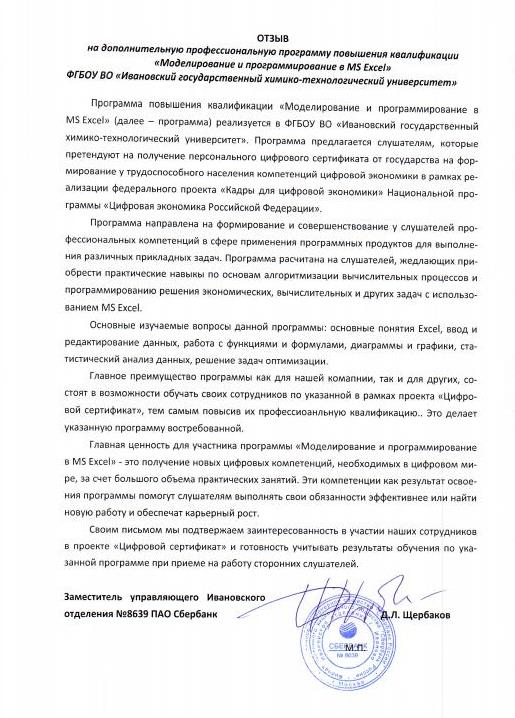 ОТЗЫВ
на дополнительную профессиональную программу повышения квалификации
«Моделирование и программирование в MS Excel»
ФГБОУ ВО «Ивановский государственный химико-технологический университет»
Программа повышения квалификации «Моделирование и программирование в
MS Excel» (далее – программа) реализуется в ФГБОУ ВО «Ивановский государственный
химико-технологический университет». Программа предлагается слушателям, которые
претендуют на получение персонального цифрового сертификата от государства на фор-
мирование у трудоспособного населения компетенций цифровой экономики в рамках ре-
ализации федерального проекта «Кадры для цифровой экономики» Национальной про-
граммы «Цифровая экономика Российской Федерации».
Программа направлена на формирование и совершенствование у слушателей про-
фессиональных компетенций в сфере применения программных продуктов для выполне-
ния различных прикладных задач. Программа расчитана на слушателей, жедлающих при-
обрести практические навыки по основам алгоритмизации вычислительных процессов и
программированию решения экономических, вычислительных и других задач с использо-
ванием MS Excel.
Основные изучаемые вопросы данной программы: основные понятия Excel, ввод и
редактирование данных, работа с функциями и формулами, диаграммы и графики, ста-
тистический анализ данных, решение задач оптимизации.
Главное преимущество программы как для нашей комапнии, так и для других, со-
стоят в возможности обучать своих сотрудников по указанной в рамках проекта «Цифро-
вой сертификат», тем самым повысив их профессиоанльную квалификацию.. Это делает
указанную программу востребованной.
Главная ценность для участника программы «Моделирование и программирование
в MS Excel» - это получение новых цифровых компетенций, необходимых в цифровом ми-
ре, за счет большого объема практических занятий. Эти компетенции как результат освое-
ния программы помогут слушателям выполнять свои обязанности эффективнее или найти
новую работу и обеспечат карьерный рост.
Своим письмом мы подтвержаем заинтересованность в участии наших сотрудников
в проекте «Цифровой сертификат» и готовность учитывать результаты обучения по ука-
занной программе при приеме на работу сторонних слушателей.
Заместитель управляющего Ивановского
отделения №8639 ПАО Сбербанк
Д.Л. Щербаков
М.П.
СБЕРБАНК
№ 8639